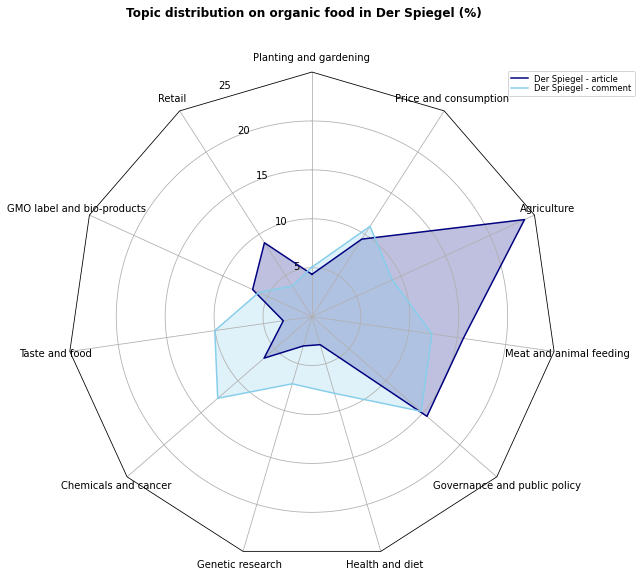 Topic distribution on organic food in Der Spiegel (%)
Planting and gardening
Der Spiegel - article
Der Spiegel - comment
25
Retail
Price and consumption
20
15
GMO label and bio-products
Agriculture
10
5
Taste and food
Meat and animal feeding
Chemicals and cancer
Governance and public policy
Genetic research
Health and diet